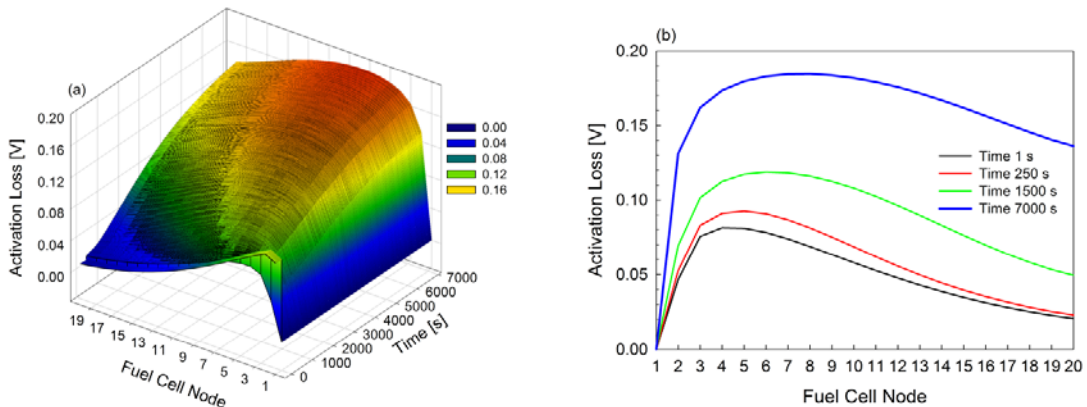 (a)
Activation Loss [V]
0.20
0.16
0.12
0.08
0.04
0.00
19 17 15 13 11 9 7 5 3 1
Fuel Cell Node
0 1000 2000 3000 4000 5000 6000 7000
Time [s]
0.00
0.04
0.08
0.12
0.16
(b)
Activation Loss [V]
0.20
0.15
0.10
0.05
0.00
Time 1 s
Time 250 s
Time 1500 s
Time 7000 s
1 2 3 4 5 6 7 8 9 10 11 12 13 14 15 16 17 18 19 20
Fuel Cell Node